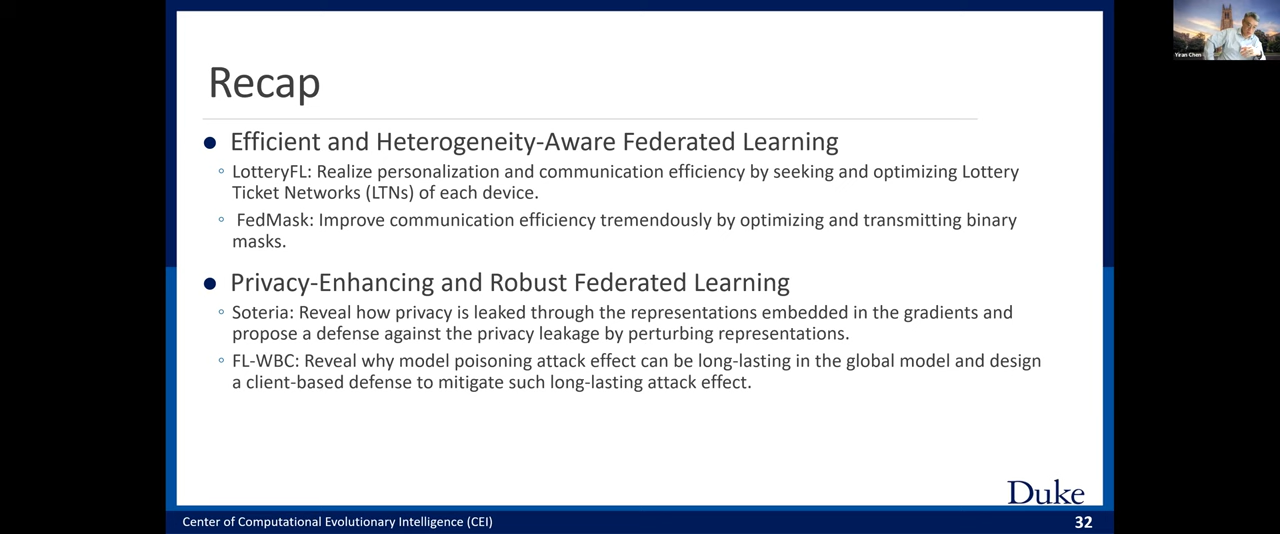 Recap
● Efficient and Heterogeneity-Aware Federated Learning
◦ LotteryFL: Realize personalization and communication efficiency by seeking and optimizing Lottery
Ticket Networks (LTNs) of each device.
◦ FedMask: Improve communication efficiency tremendously by optimizing and transmitting binary
masks.
● Privacy-Enhancing and Robust Federated Learning
◦ Soteria: Reveal how privacy is leaked through the representations embedded in the gradients and
propose a defense against the privacy leakage by perturbing representations.
◦ FL-WBC: Reveal why model poisoning attack effect can be long-lasting in the global model and design
a client-based defense to mitigate such long-lasting attack effect.
Duke
Center of Computational Evolutionary Intelligence (CEI)
32
Yiran Chen